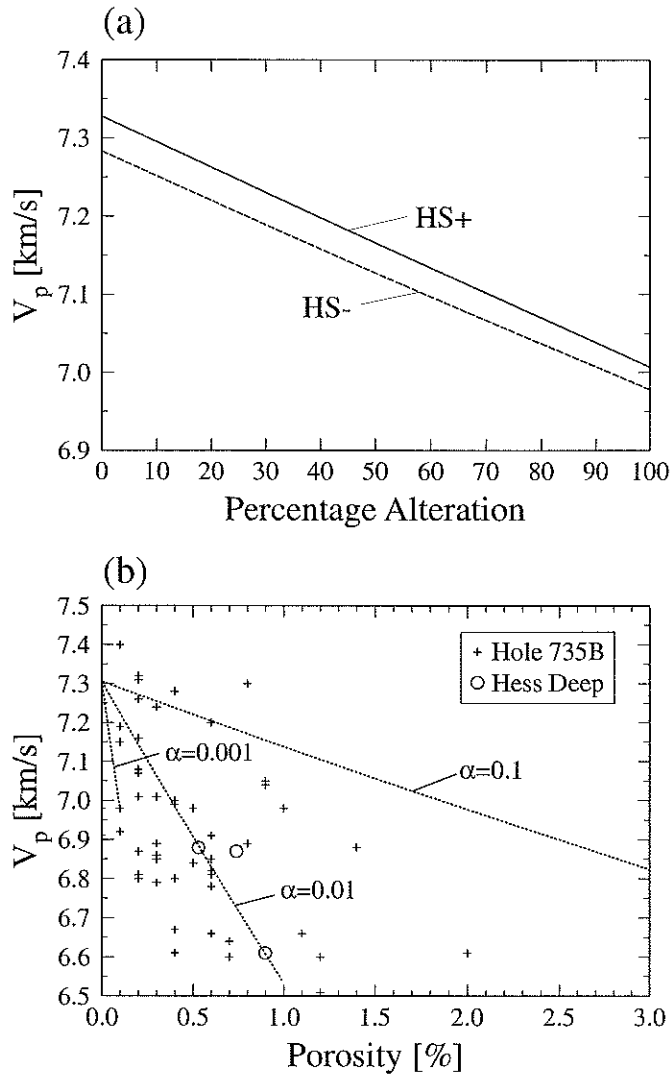 (a)
7.4
7.3
7.2
7.1
7.0
6.9
V_p [km/s]
HS+
HS-
0 10 20 30 40 50 60 70 80 90 100
Percentage Alteration
(b)
7.5
7.4
7.3
7.2
7.1
7.0
6.9
6.8
6.7
6.6
6.5
V_p [km/s]
+ Hole 735B
○ Hess Deep
α=0.001
α=0.1
α=0.01
0.0 0.5 1.0 1.5 2.0 2.5 3.0
Porosity [%]